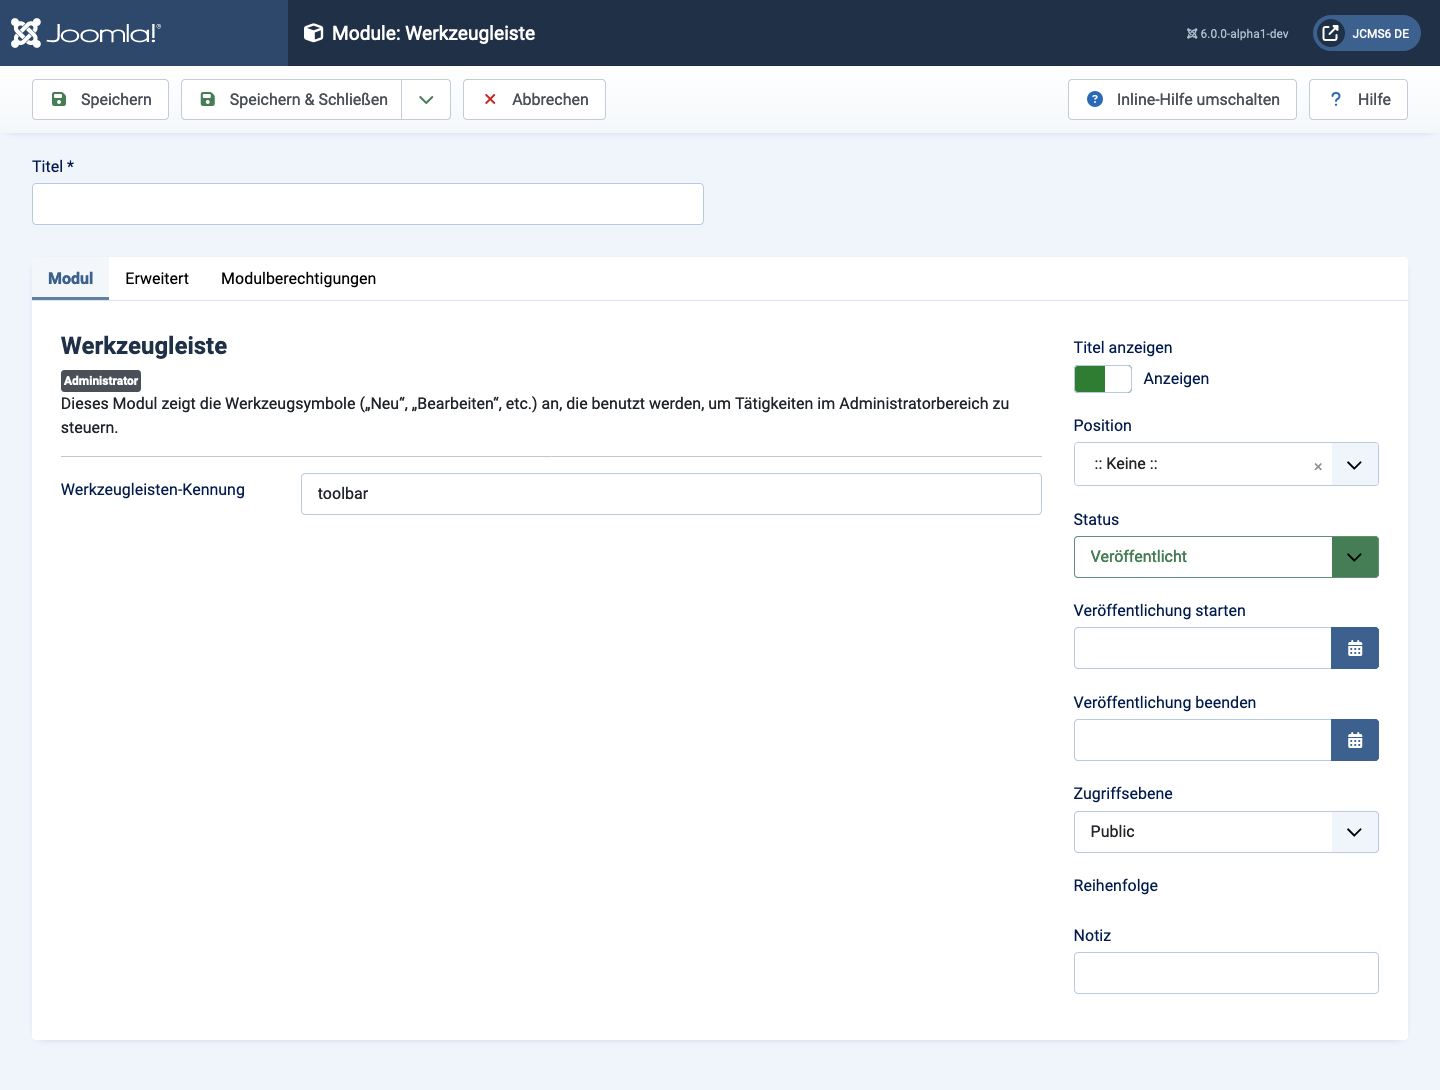 Joomla!®
Module: Werkzeugleiste
6.0.0-alpha1-dev
JCMS6 DE
Speichern
Speichern & Schließen
Abbrechen
Inline-Hilfe umschalten
Hilfe
Titel *
Modul
Erweitert
Modulberechtigungen
Werkzeugleiste
Administrator
Dieses Modul zeigt die Werkzeugsymbole („Neu“, „Bearbeiten“, etc.) an, die benutzt werden, um Tätigkeiten im Administratorbereich zu
steuern.
Werkzeugleisten-Kennung
toolbar
Titel anzeigen
Anzeigen
Position
:: Keine ::
Status
Veröffentlicht
Veröffentlichung starten
Veröffentlichung beenden
Zugriffsebene
Public
Reihenfolge
Notiz